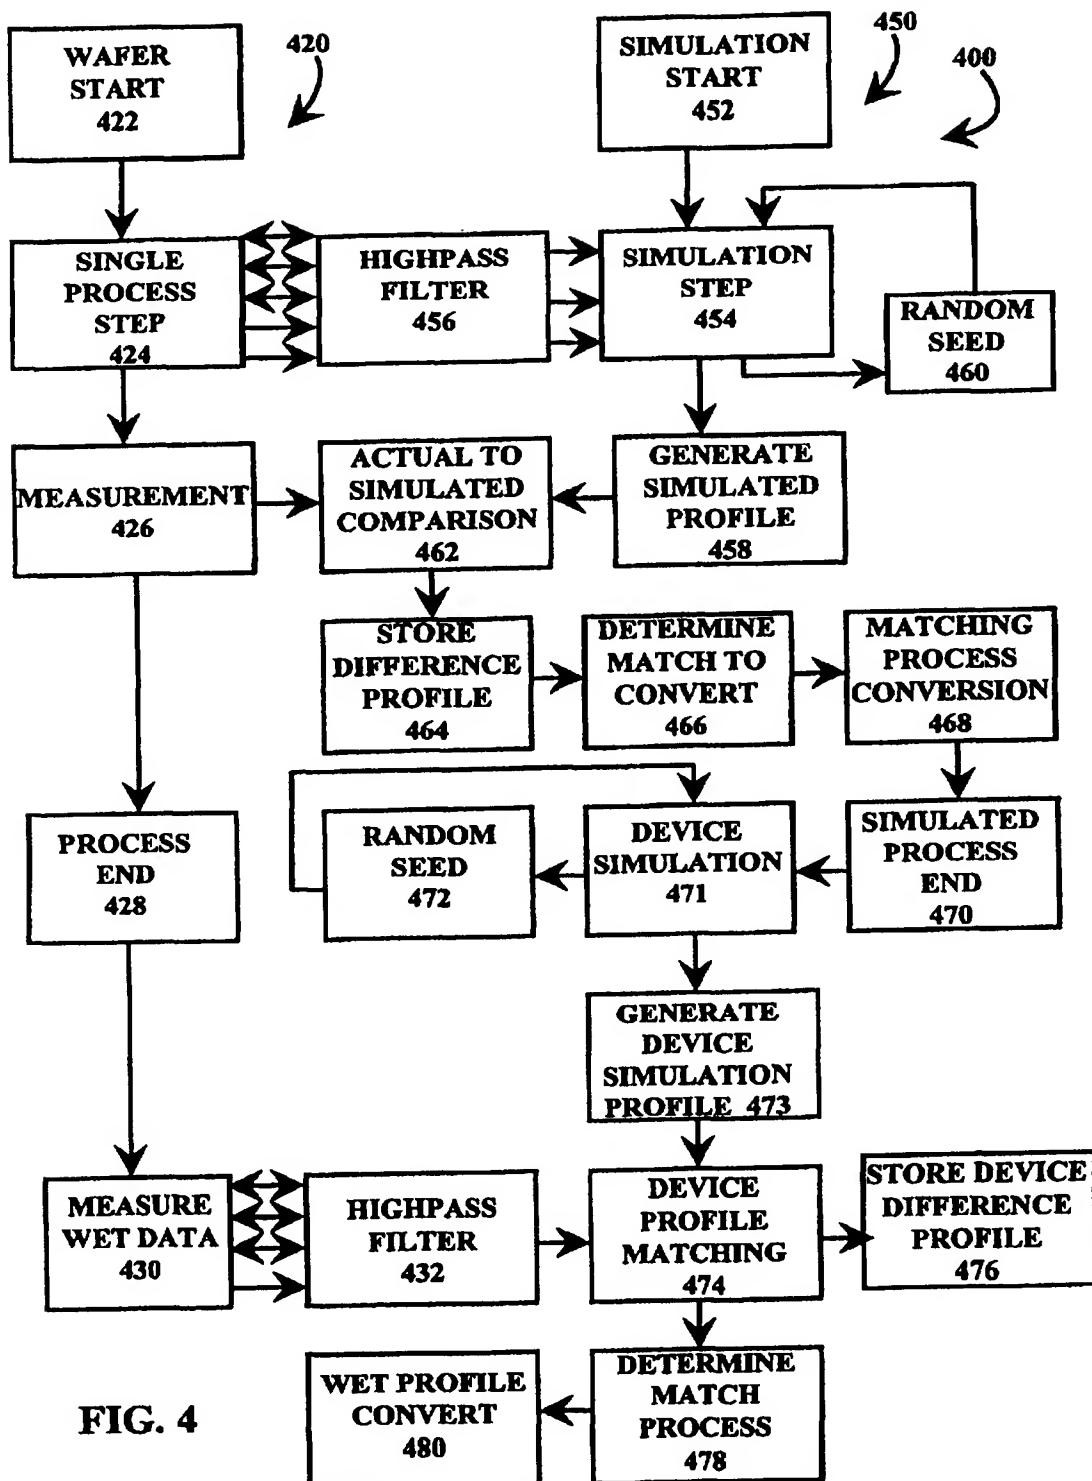 WAFER
START
422
420
SIMULATION
START
452
450
400
SINGLE
PROCESS
STEP
424
HIGHPASS
FILTER
456
SIMULATION
STEP
454
RANDOM
SEED
460
MEASUREMENT
426
ACTUAL TO
SIMULATED
COMPARISON
462
GENERATE
SIMULATED
PROFILE
458
STORE
DIFFERENCE
PROFILE
464
DETERMINE
MATCH TO
CONVERT
466
MATCHING
PROCESS
CONVERSION
468
PROCESS
END
428
RANDOM
SEED
472
DEVICE
SIMULATION
471
SIMULATED
PROCESS
END
470
GENERATE
DEVICE
SIMULATION
PROFILE 473
MEASURE
WET DATA
430
HIGHPASS
FILTER
432
DEVICE
PROFILE
MATCHING
474
STORE DEVICE
DIFFERENCE
PROFILE
476
WET PROFILE
CONVERT
480
DETERMINE
MATCH
PROCESS
478
FIG. 4